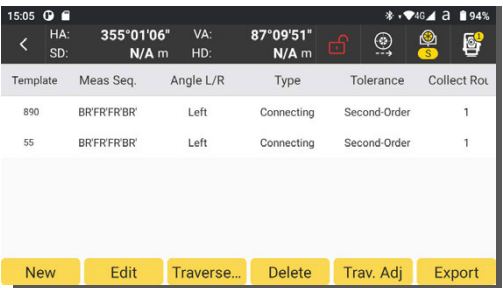 15:05 4G 94%
HA: 355°01'06" VA: 87°09'51"
SD: N/A m HD: N/A m
S 1
Template Meas Seq. Angle L/R Type Tolerance Collect Rou
890 BR'FR'FR'BR' Left Connecting Second-Order 1
55 BR'FR'FR'BR' Left Connecting Second-Order 1
New Edit Traverse... Delete Trav. Adj Export